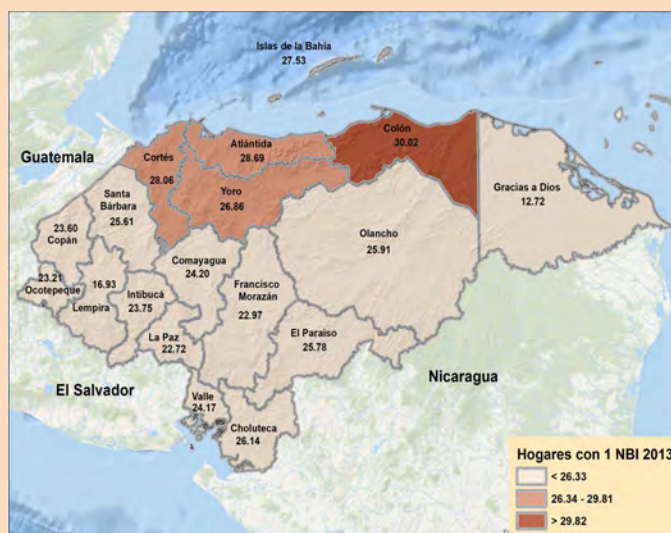 Islas de la Bahia
27.53
Guatemala
Cortés
28.06
Atlántida
28.69
Colón
30.02
Yoro
26.86
Gracias a Dios
12.72
Santa
Bárbara
25.61
23.60
Copán
Olancho
25.91
Comayagua
24.20
Francisco
Morazán
22.97
23.21
Ocotepeque
16.93
Lempira
Intibucá
23.75
La Paz
22.72
El Paraiso
25.78
El Salvador
Nicaragua
Valle
24.17
Choluteca
26.14
Hogares con 1 NBI 2013
< 26.33
26.34 - 29.81
> 29.82